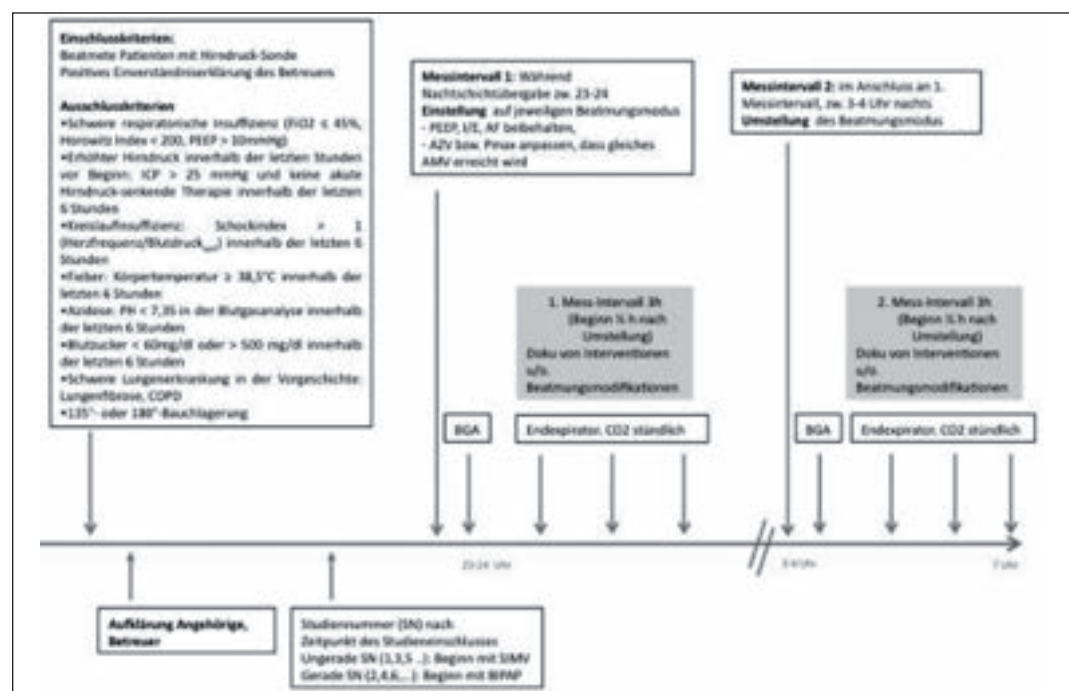 Einschlusskriterien:
Beatmete Patienten mit Hirndruck-Sonde
Positives Einverständniserklärung des Betreuers
Ausschlusskriterien
•Schwere respiratorische Insuffizienz (FiO2 ≤ 45%,
Horowitz Index < 200, PEEP > 10mmHg)
•Erhöhter Hirndruck innerhalb der letzten Stunden
vor Beginn: ICP > 25 mmHg und keine akute
Hirndruck-senkende Therapie innerhalb der letzten
6 Stunden
•Kreislaufinsuffizienz: Schockindex > 1
(Herzfrequenz/Blutdruck) innerhalb der letzten 6
Stunden
•Fieber: Körpertemperatur ≥ 38,5°C innerhalb der
letzten 6 Stunden
•Azidose: PH < 7,35 in der Blutgasanalyse innerhalb
der letzten 6 Stunden
•Blutzucker < 60mg/dl oder > 500 mg/dl innerhalb
der letzten 6 Stunden
•Schwere Lungenerkrankung in der Vorgeschichte:
Lungenfibrose, COPD
•135°- oder 180°-Bauchlagerung
Messintervall 1: Während
Nachtschichtübergabe zw. 23-24
Einstellung auf jeweiligen Beatmungsmodus
- PEEP, I/E, AF beibehalten,
- AZV bzw. Pmax anpassen, dass gleiches
AMV erreicht wird
Messintervall 2: im Anschluss an 1.
Messintervall, zw. 3-4 Uhr nachts
Umstellung des Beatmungsmodus
1. Mess-Intervall 3h
(Beginn ½ h nach
Umstellung)
Doku von Interventionen
u/o.
Beatmungsmodifikationen
2. Mess-Intervall 3h
(Beginn ½ h nach
Umstellung)
Doku von Interventionen
u/o.
Beatmungsmodifikationen
BGA
Endexpirator. CO2 stündlich
BGA
Endexpirator. CO2 stündlich
23-24 Uhr
3-4 Uhr
7 Uhr
Aufklärung Angehörige,
Betreuer
Studiennummer (SN) nach
Zeitpunkt des Studieneinschlusses
Ungerade SN (1,3,5 ..): Beginn mit SIMV
Gerade SN (2,4,6,..): Beginn mit BIPAP